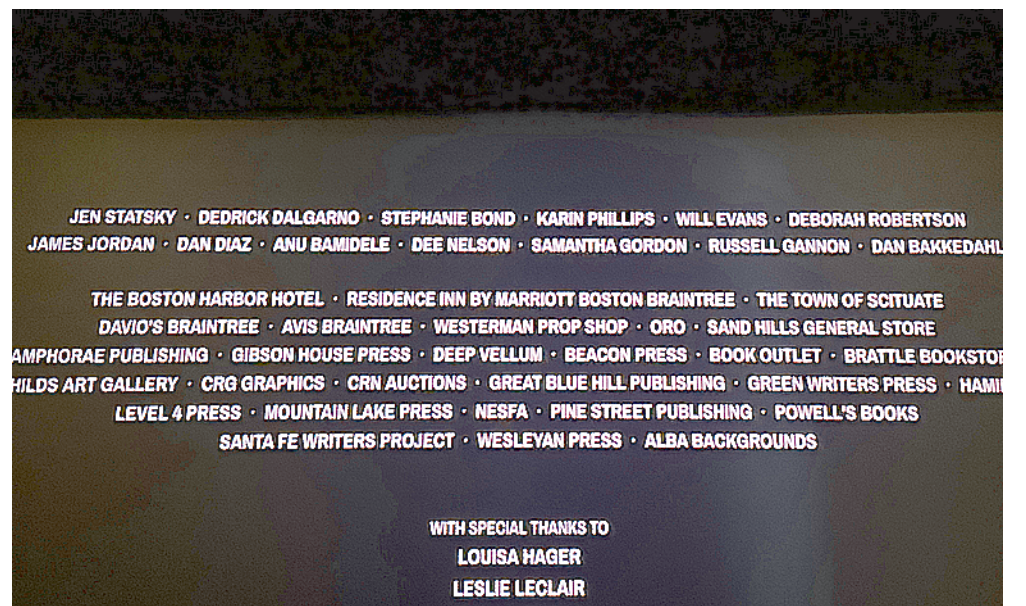 JEN STATSKY · DEDRICK DALGARNO · STEPHANIE BOND · KARIN PHILLIPS · WILL EVANS · DEBORAH ROBERTSON
JAMES JORDAN · DAN DIAZ · ANU BAMIDELE · DEE NELSON · SAMANTHA GORDON · RUSSELL GANNON · DAN BAKKEDAHL
THE BOSTON HARBOR HOTEL · RESIDENCE INN BY MARRIOTT BOSTON BRAINTREE · THE TOWN OF SCITUATE
DAVIO'S BRAINTREE · AVIS BRAINTREE · WESTERMAN PROP SHOP · ORO · SAND HILLS GENERAL STORE
AMPHORAE PUBLISHING · GIBSON HOUSE PRESS · DEEP VELLUM · BEACON PRESS · BOOK OUTLET · BRATTLE BOOKSTOR
HILDS ART GALLERY · CRG GRAPHICS · CRN AUCTIONS · GREAT BLUE HILL PUBLISHING · GREEN WRITERS PRESS · HAMI
LEVEL 4 PRESS · MOUNTAIN LAKE PRESS · NESFA · PINE STREET PUBLISHING · POWELL'S BOOKS
SANTA FE WRITERS PROJECT · WESLEYAN PRESS · ALBA BACKGROUNDS
WITH SPECIAL THANKS TO
LOUISA HAGER
LESLIE LECLAIR